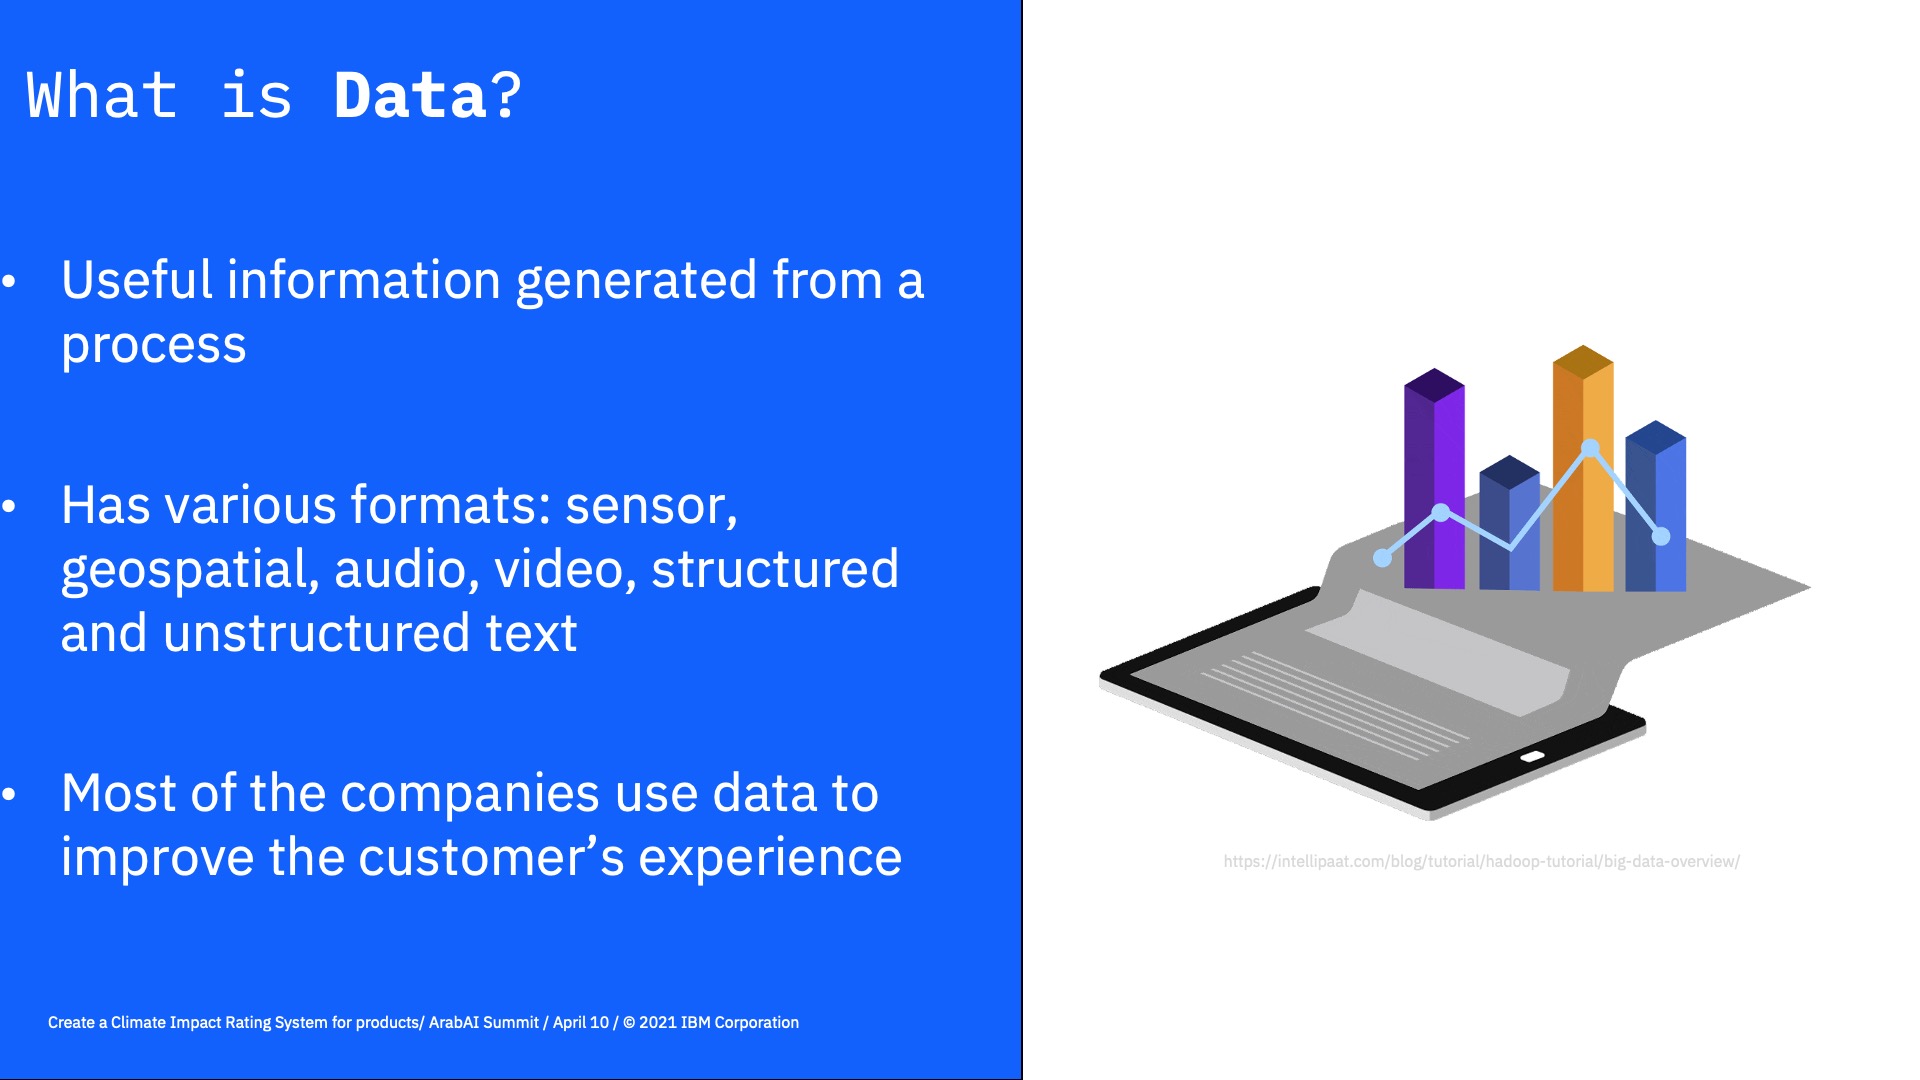 What is Data?
• Useful information generated from a
process
• Has various formats: sensor,
geospatial, audio, video, structured
and unstructured text
• Most of the companies use data to
improve the customer’s experience
https://intellipaat.com/blog/tutorial/hadoop-tutorial/big-data-overview/
Create a Climate Impact Rating System for products/ ArabAI Summit / April 10 / © 2021 IBM Corporation